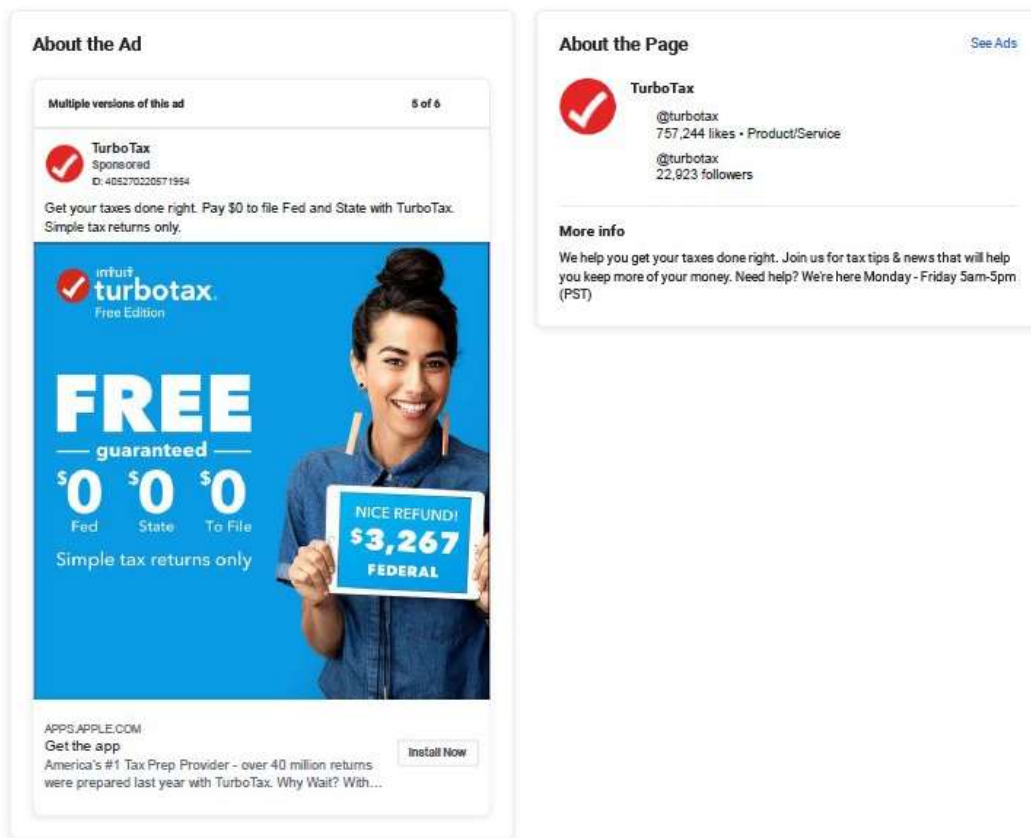 About the Ad
Multiple versions of this ad
5 of 6
TurboTax
Sponsored
ID: 405270220571954
Get your taxes done right. Pay $0 to file Fed and State with TurboTax.
Simple tax returns only.
intuit
turbotax.
Free Edition
FREE
guaranteed
$0 $0 $0
Fed State To File
Simple tax returns only
NICE REFUND!
$3,267
FEDERAL
APPS.APPLE.COM
Get the app
America's #1 Tax Prep Provider - over 40 million returns
were prepared last year with TurboTax. Why Wait? With...
Install Now
About the Page
See Ads
TurboTax
@turbotax
757,244 likes • Product/Service
@turbotax
22,923 followers
More info
We help you get your taxes done right. Join us for tax tips & news that will help
you keep more of your money. Need help? We're here Monday - Friday 5am-5pm
(PST)